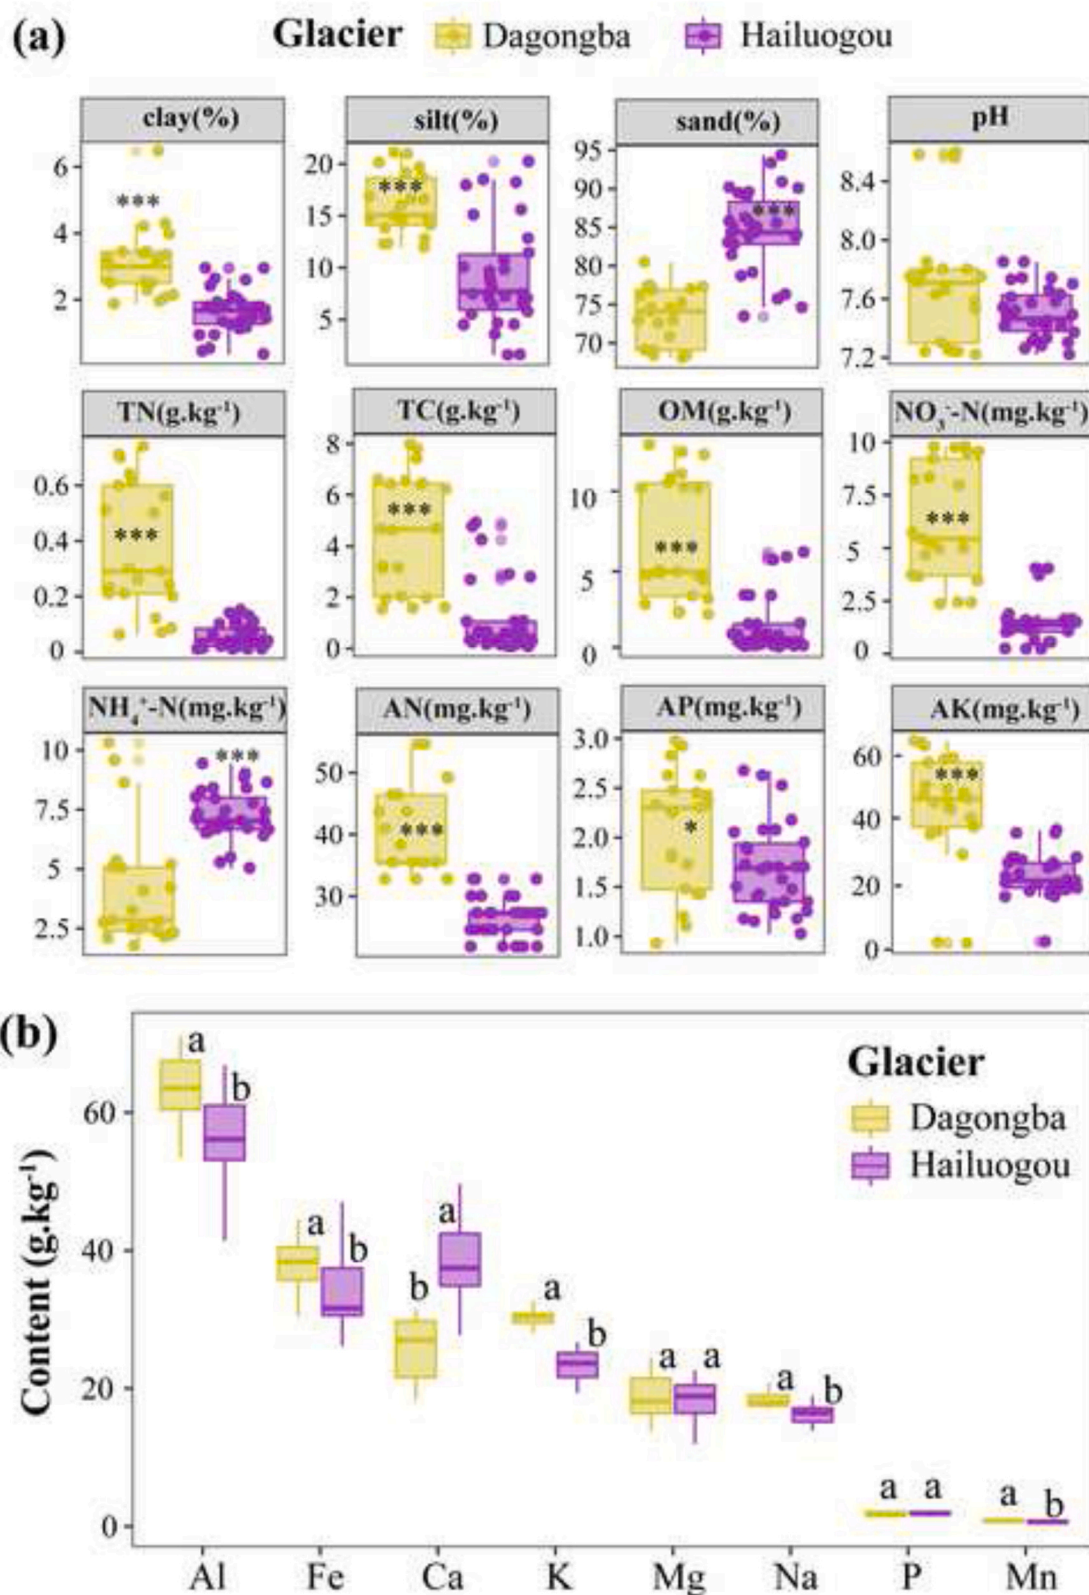 (a) Glacier Dagongba Hailuogou
clay(%) silt(%) sand(%) pH
6 4 2
***
20 15 10 5
***
95 90 85 80 75 70
***
8.4 8.0 7.6 7.2
TN(g.kg⁻¹) TC(g.kg⁻¹) OM(g.kg⁻¹) NO₃⁻-N(mg.kg⁻¹)
0.6 0.4 0.2 0
***
8 6 4 2 0
***
10 5 0
***
10 7.5 5 2.5 0
***
NH₄⁺-N(mg.kg⁻¹) AN(mg.kg⁻¹) AP(mg.kg⁻¹) AK(mg.kg⁻¹)
10 7.5 5 2.5
***
50 40 30
***
3.0 2.5 2.0 1.5 1.0
*
60 40 20 0
***
(b)
Glacier
Dagongba
Hailuogou
Content (g.kg⁻¹)
60
40
20
0
a b a b b a a b a a a b a a a b
Al Fe Ca K Mg Na P Mn